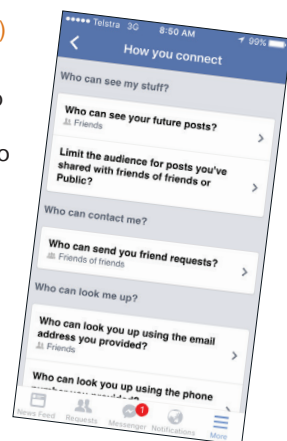 )
o
o
Telstra 3G 8:50 AM 99%
How you connect
Who can see my stuff?
Who can see your future posts?
Friends
Limit the audience for posts you've
shared with friends of friends or
Public?
Who can contact me?
Who can send you friend requests?
Friends of friends
Who can look me up?
Who can look you up using the email
address you provided?
Friends
Who can look you up using the phone
number you provided?
1
News Feed Requests Messenger Notifications More